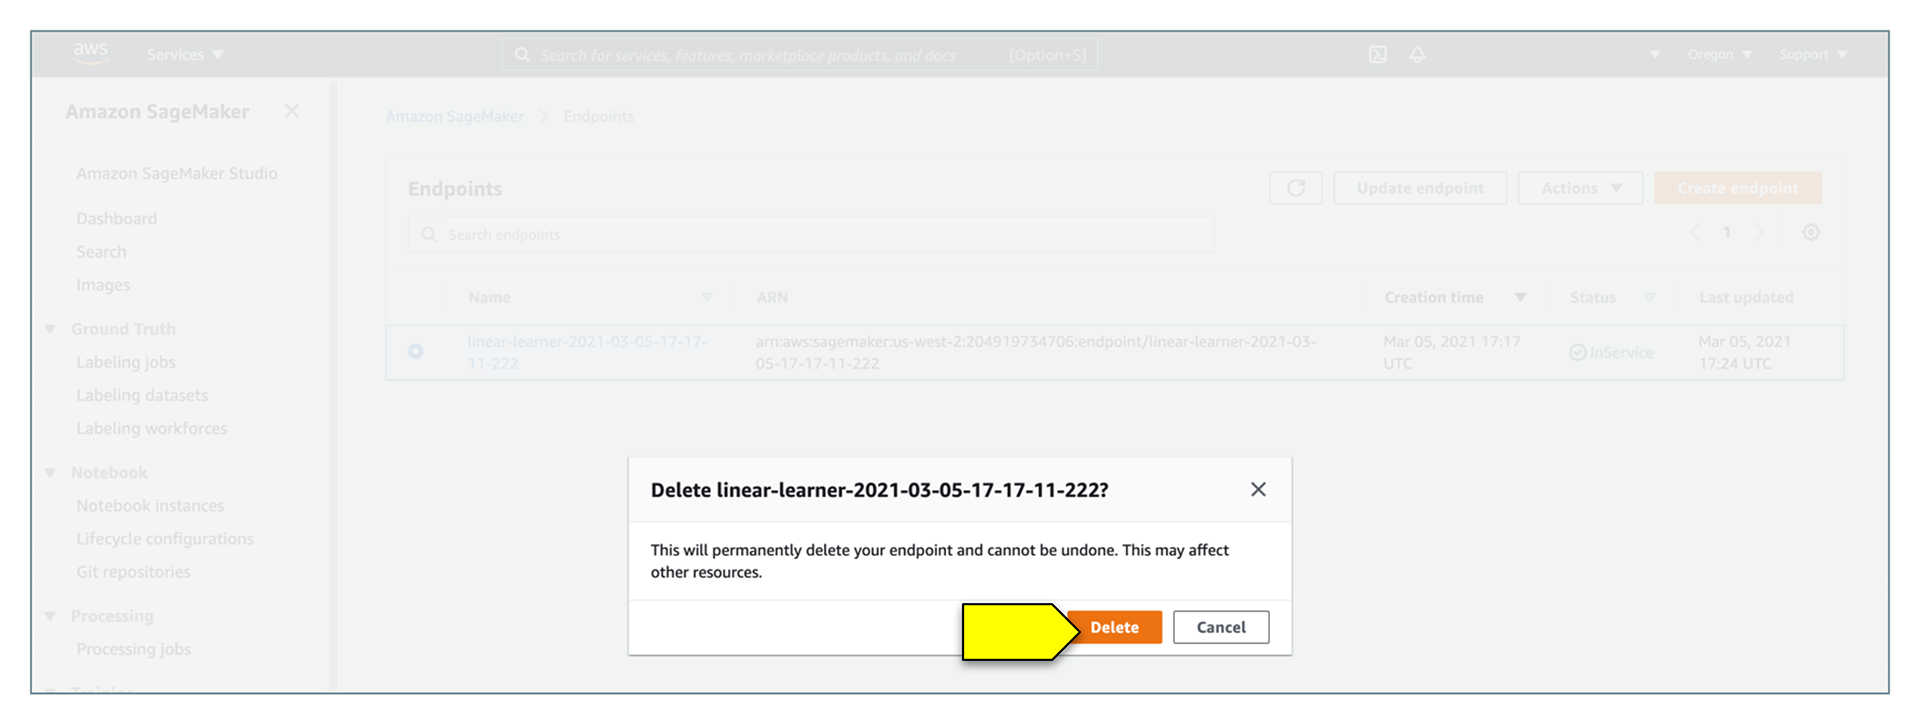 aws
Services
Search for services, features, marketplace products, and docs
[Option+S]
Oregon
Support
Amazon SageMaker
Amazon SageMaker Studio
Dashboard
Search
Images
Ground Truth
Labeling jobs
Labeling datasets
Labeling workforces
Notebook
Notebook instances
Lifecycle configurations
Git repositories
Processing
Processing jobs
Training
Amazon SageMaker > Endpoints
Endpoints
Update endpoint
Actions
Create endpoint
Search endpoints
1
Name
ARN
Creation time
Status
Last updated
linear-learner-2021-03-05-17-17-
11-222
arn:aws:sagemaker:us-west-2:204919734706:endpoint/linear-learner-2021-03-
05-17-17-11-222
Mar 05, 2021 17:17
UTC
InService
Mar 05, 2021
17:24 UTC
Delete linear-learner-2021-03-05-17-17-11-222?
This will permanently delete your endpoint and cannot be undone. This may affect
other resources.
Delete
Cancel